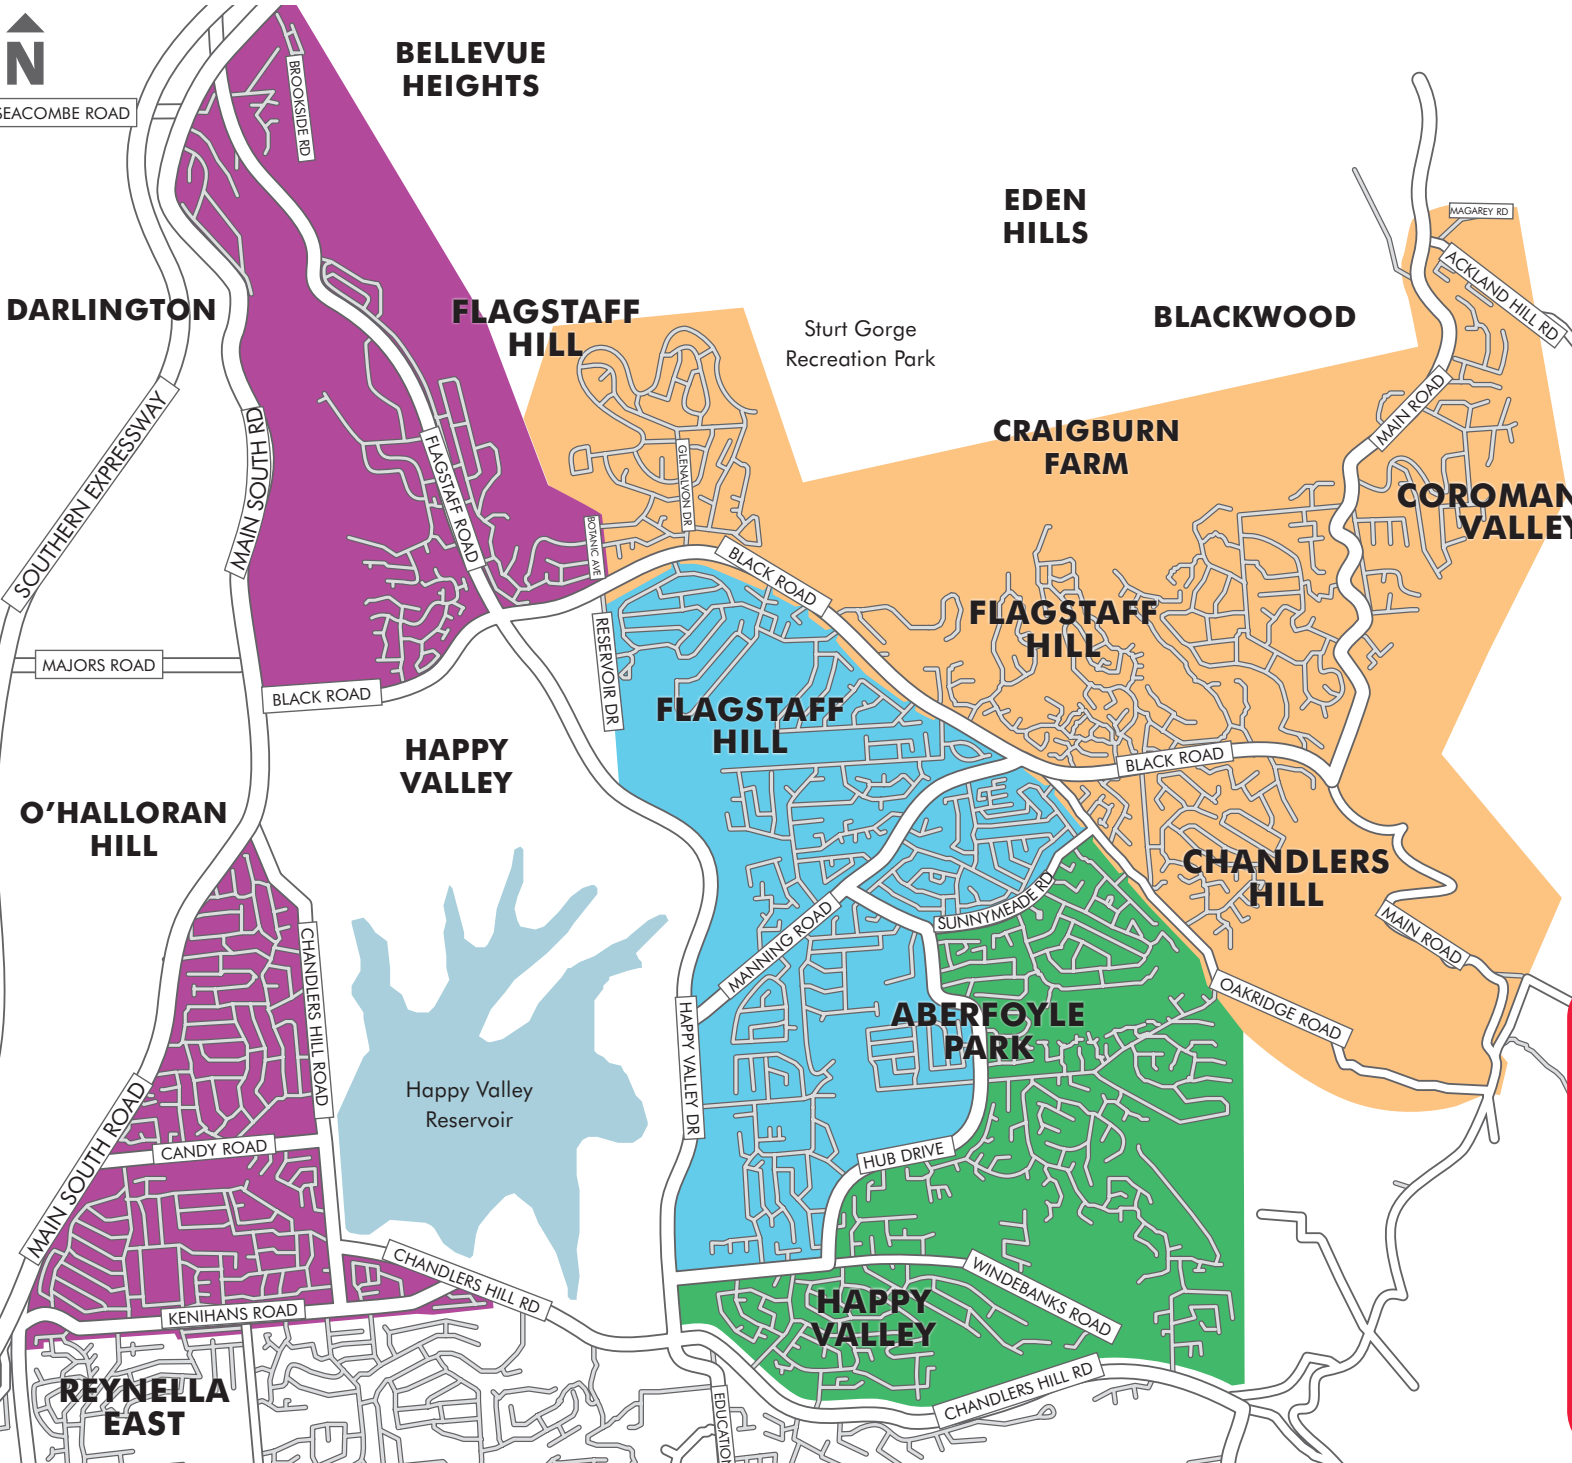 N
BELLEVUE
HEIGHTS
BROOKSIDE RD
SEACOMBE ROAD
EDEN
HILLS
MAGAREY RD
ACKLAND HILL RD
DARLINGTON
FLAGSTAFF
HILL
Sturt Gorge
Recreation Park
BLACKWOOD
MAIN ROAD
SOUTHERN EXPRESSWAY
MAIN SOUTH RD
FLAGSTAFF ROAD
GLENALVON DR
CRAIGBURN
FARM
COROMAN
VALLEY
BOTANIC AVE
BLACK ROAD
FLAGSTAFF
HILL
MAJORS ROAD
BLACK ROAD
RESERVOIR DR
FLAGSTAFF
HILL
HAPPY
VALLEY
BLACK ROAD
O'HALLORAN
HILL
CHANDLERS
HILL
SUNNYMEADE RD
MANNING ROAD
MAIN ROAD
CHANDLERS HILL ROAD
OAKRIDGE ROAD
ABERFOYLE
PARK
HAPPY VALLEY DR
Happy Valley
Reservoir
MAIN SOUTH ROAD
CANDY ROAD
HUB DRIVE
CHANDLERS HILL RD
WINDEBANKS ROAD
KENIHANS ROAD
HAPPY
VALLEY
CHANDLERS HILL RD
REYNELLA
EAST
EDUCATION